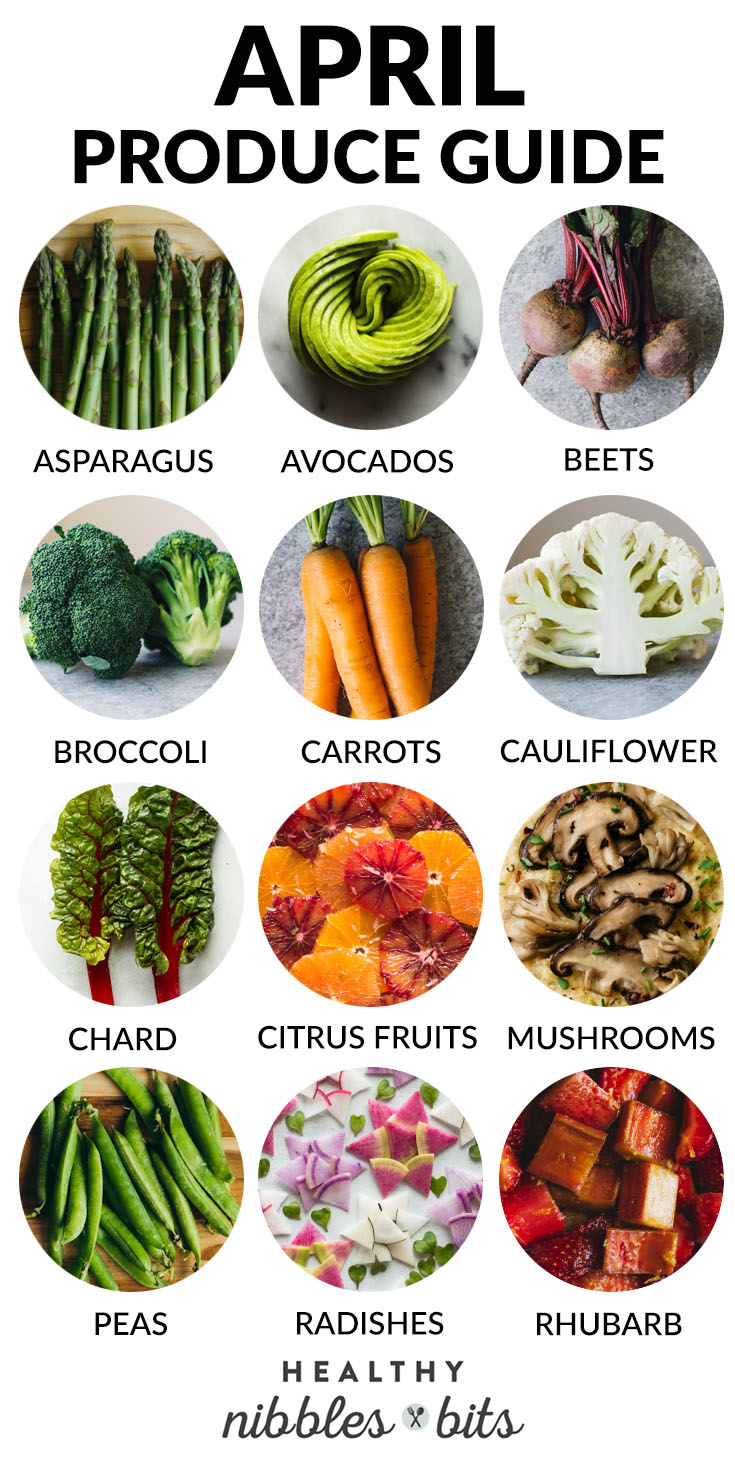 APRIL
PRODUCE GUIDE
ASPARAGUS
AVOCADOS
BEETS
BROCCOLI
CARROTS
CAULIFLOWER
CHARD
CITRUS FRUITS
MUSHROOMS
PEAS
RADISHES
RHUBARB
HEALTHY
nibbles bits